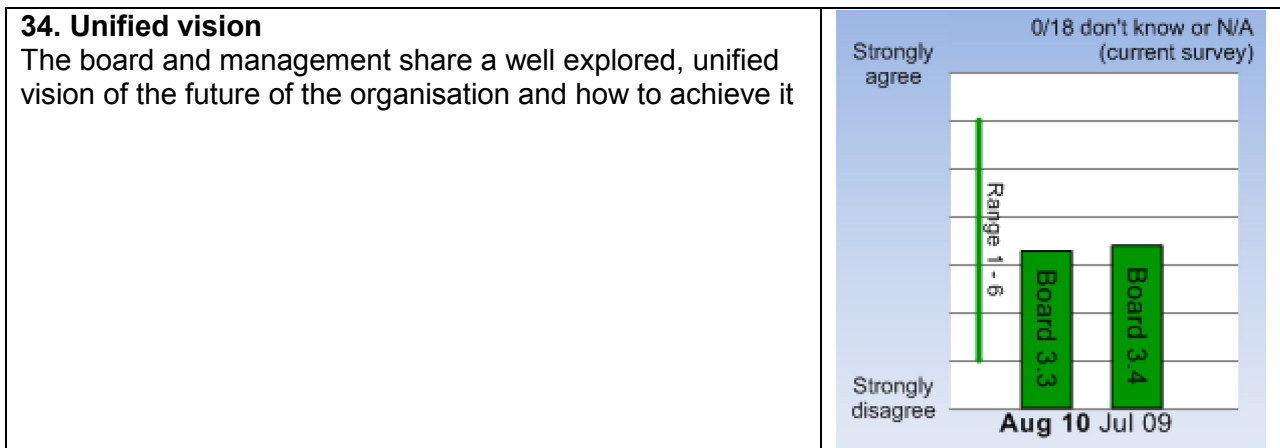 34. Unified vision
The board and management share a well explored, unified
vision of the future of the organisation and how to achieve it
0/18 don't know or N/A
(current survey)
Strongly
agree
Range 1 - 6
Board 3.3
Board 3.4
Strongly
disagree
Aug 10 Jul 09